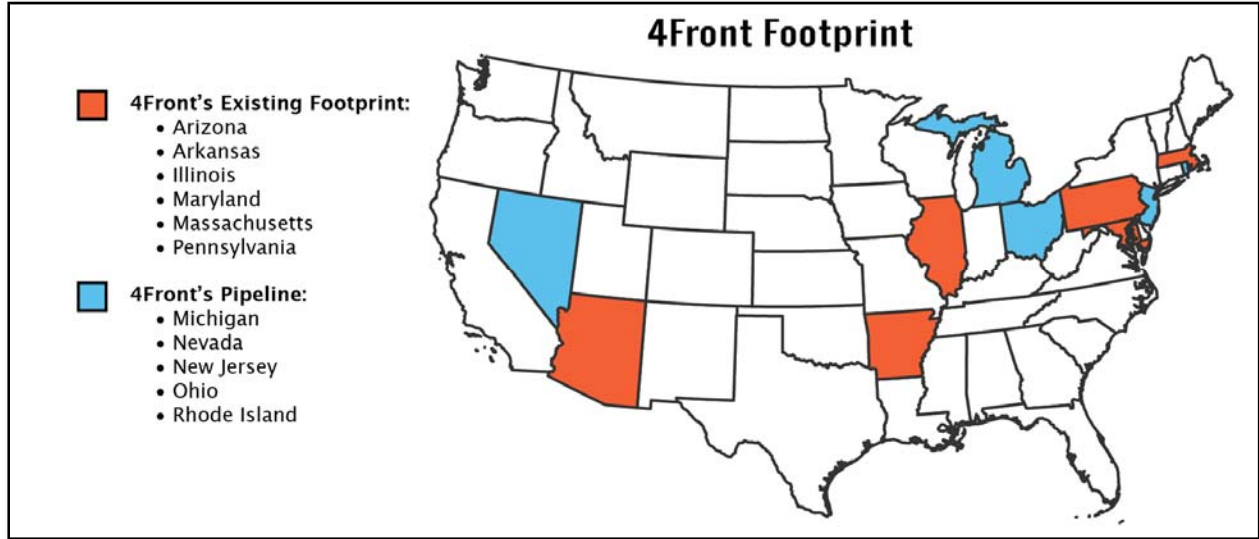 4Front Footprint
4Front's Existing Footprint:
• Arizona
• Arkansas
• Illinois
• Maryland
• Massachusetts
• Pennsylvania
4Front's Pipeline:
• Michigan
• Nevada
• New Jersey
• Ohio
• Rhode Island